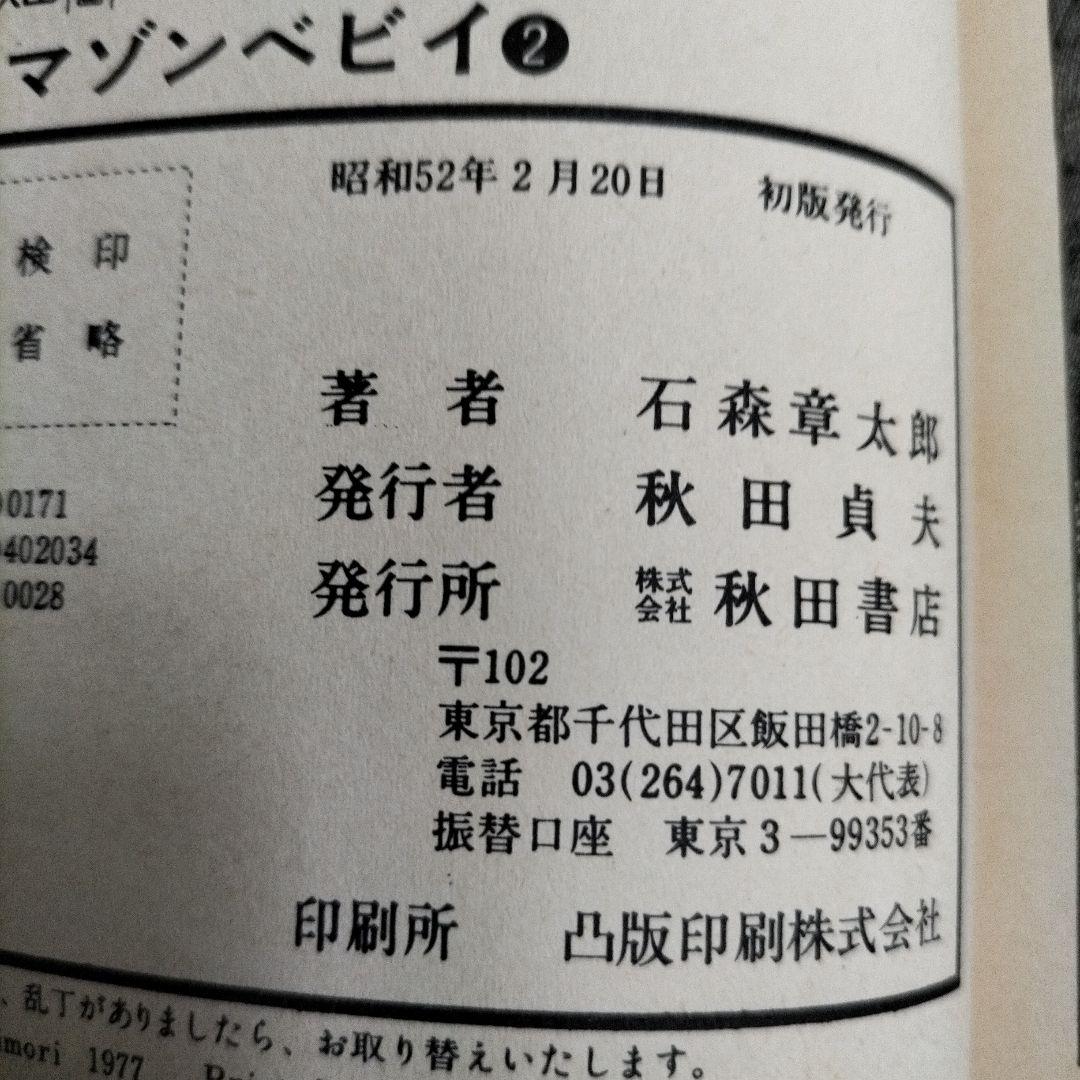 マゾンベビイ❷
昭和52年2月20日 初版発行
検印
省略
著者 石森章太郎
発行者 秋田貞夫
発行所 株式会社 秋田書店
0171
402034
0028
〒102
東京都千代田区飯田橋2-10-8
電話 03(264)7011(大代表)
振替口座 東京3—99353番
印刷所 凸版印刷株式会社
、乱丁がありましたら、お取り替えいたします。
mori 1977